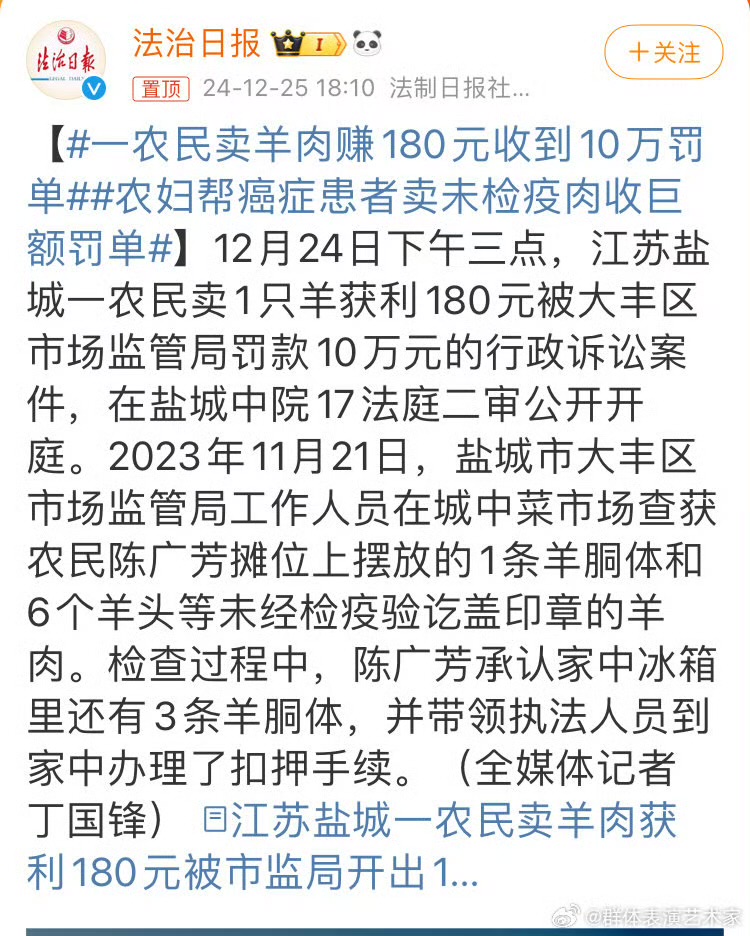 法治日报
LEGAL DAILY
法治日报 I
+关注
置顶 24-12-25 18:10 法制日报社...
【#一农民卖羊肉赚180元收到10万罚
单##农妇帮癌症患者卖未检疫肉收巨
额罚单#】12月24日下午三点，江苏盐
城一农民卖1只羊获利180元被大丰区
市场监管局罚款10万元的行政诉讼案
件，在盐城中院17法庭二审公开开
庭。2023年11月21日，盐城市大丰区
市场监管局工作人员在城中菜市场查获
农民陈广芳摊位上摆放的1条羊胴体和
6个羊头等未经检疫验讫盖印章的羊
肉。检查过程中，陈广芳承认家中冰箱
里还有3条羊胴体，并带领执法人员到
家中办理了扣押手续。（全媒体记者
丁国锋） 江苏盐城一农民卖羊肉获
利180元被市监局开出1...
@群体表演艺术家